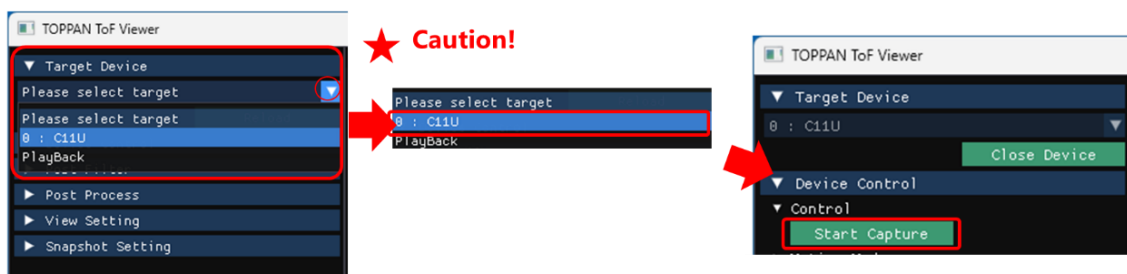 TOPPAN ToF Viewer
Target Device
Please select target
Please select target
0 : C11U
PlayBack
Post Process
View Setting
Snapshot Setting
★ Caution!
Please select target
0 : C11U
PlayBack
TOPPAN ToF Viewer
Target Device
0 : C11U
Close Device
Device Control
Control
Start Capture